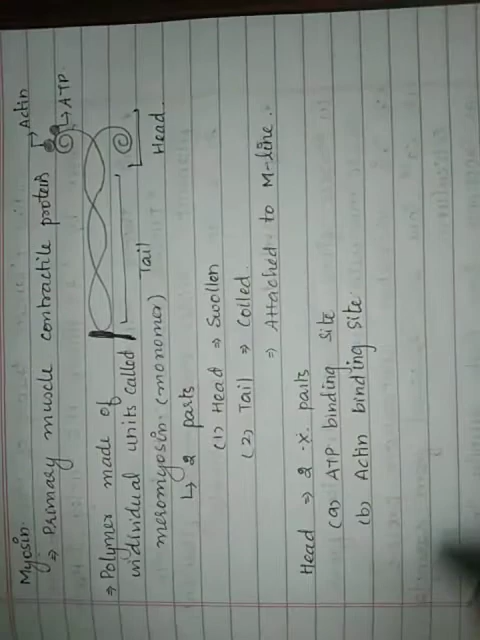 Myosin
⇒ Primary muscle contractile protein
Actin
ATP
⇒ Polymer made of
individual units called
meromyosin. (monomer)
Tail
Head
↳ 2 parts
(1) Head ⇒ Swollen
(2) Tail ⇒ Coiled.
⇒ Attached to M-line.
Head ⇒ 2 parts
(a) ATP binding site
(b) Actin binding site.